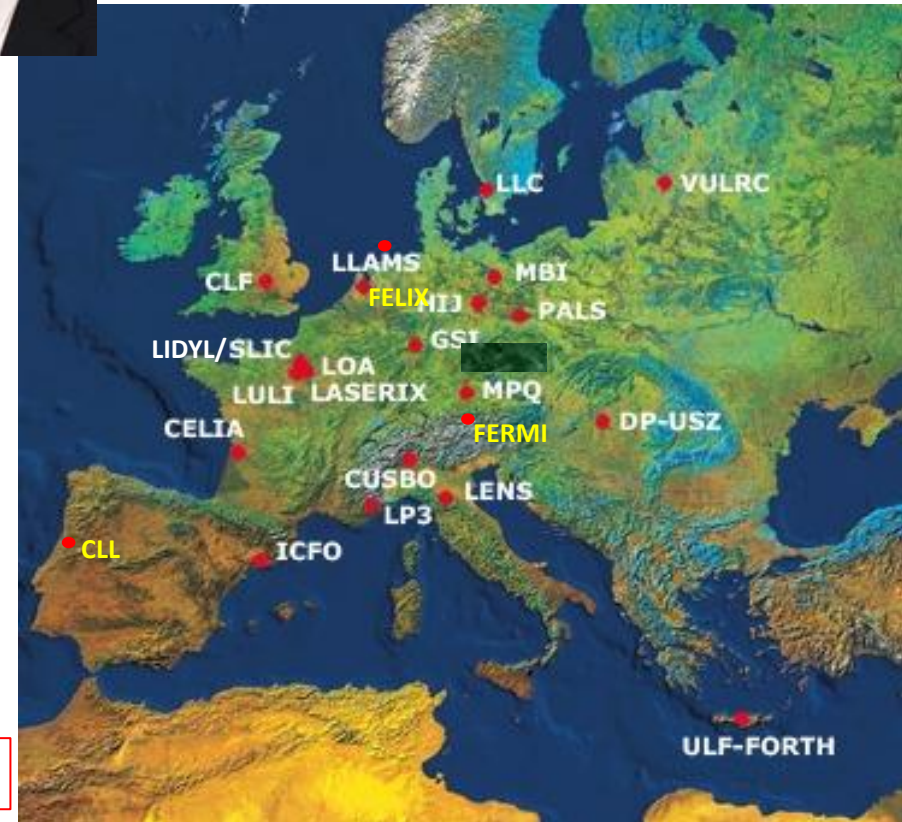 LLC
VULRC
LLAMS
CLF
MBI
FELIX
HIJ
PALS
GSI
LIDYL/SLIC
LOA
LULI
LASERIX
MPQ
CELIA
DP-USZ
FERMI
CUSBO
LENS
LP3
CLL
ICFO
ULF-FORTH